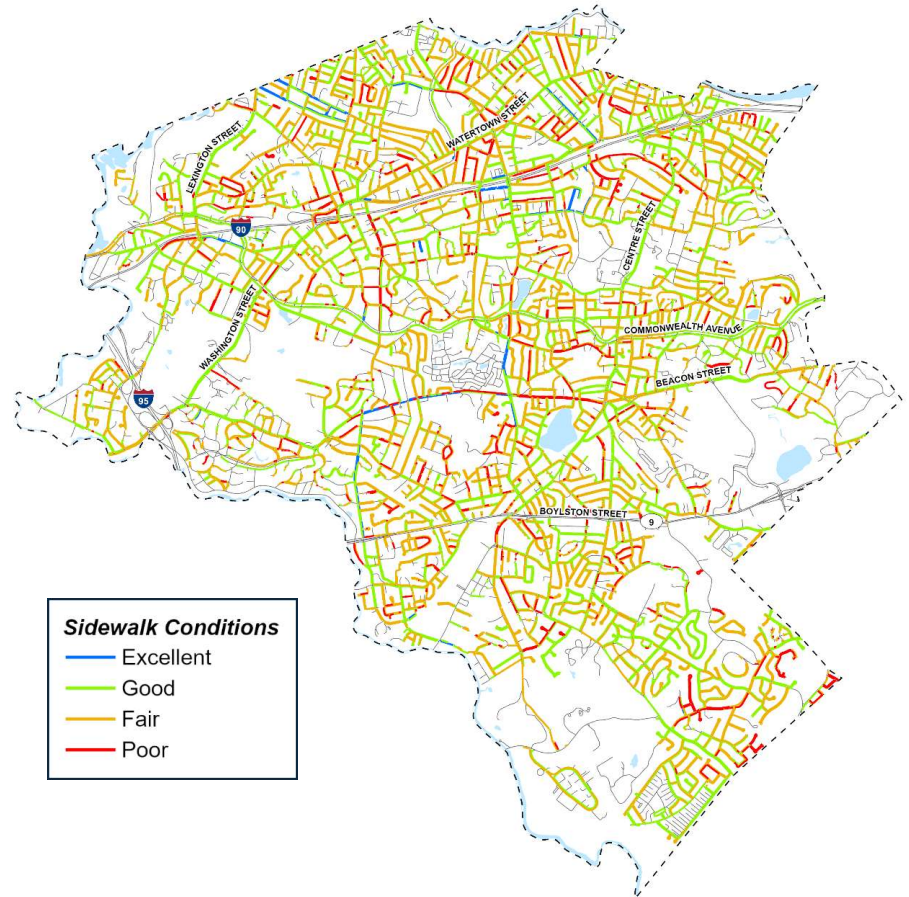 WATERTOWN STREET
LEXINGTON STREET
90
CENTRE STREET
WASHINGTON STREET
COMMONWEALTH AVENUE
BEACON STREET
95
BOYLSTON STREET
9
Sidewalk Conditions
Excellent
Good
Fair
Poor